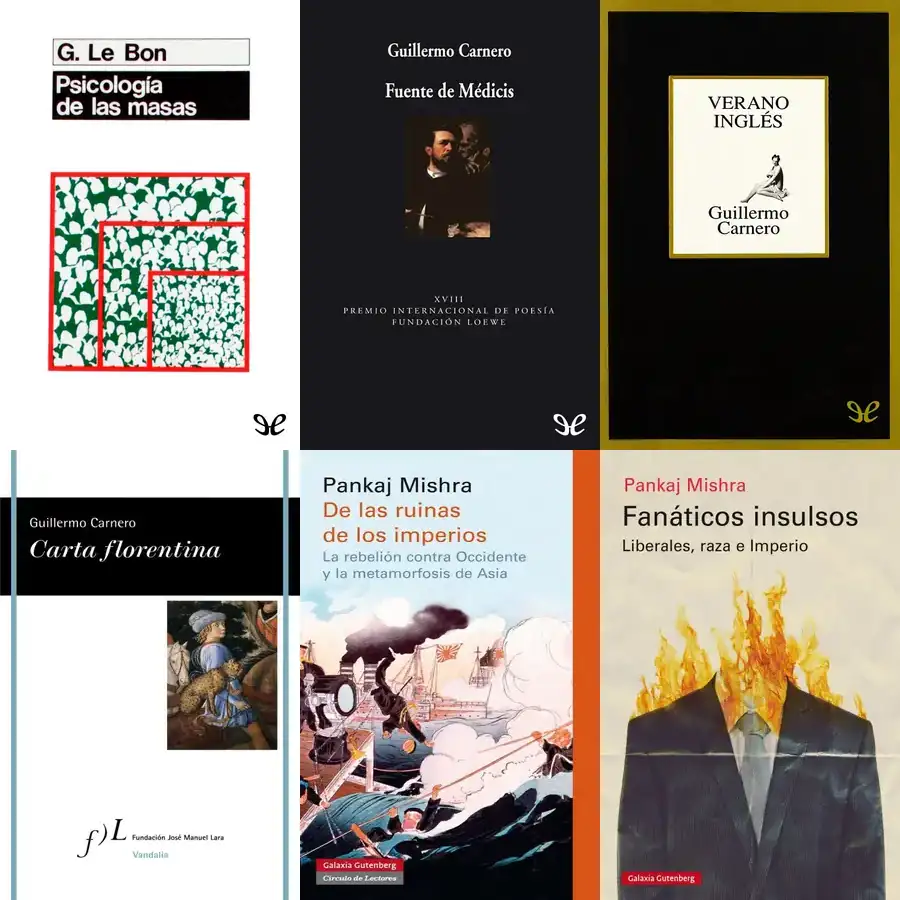 G. Le Bon
Psicología
de las masas
Guillermo Carnero
Fuente de Médicis
XVIII
PREMIO INTERNACIONAL DE POESÍA
FUNDACIÓN LOEWE
VERANO
INGLÉS
Guillermo
Carnero
Guillermo Carnero
Carta florentina
f)L Fundación José Manuel Lara
Vandalia
Pankaj Mishra
De las ruinas
de los imperios
La rebelión contra Occidente
y la metamorfosis de Asia
Galaxia Gutenberg
Círculo de Lectores
Pankaj Mishra
Fanáticos insulsos
Liberales, raza e Imperio
Galaxia Gutenberg